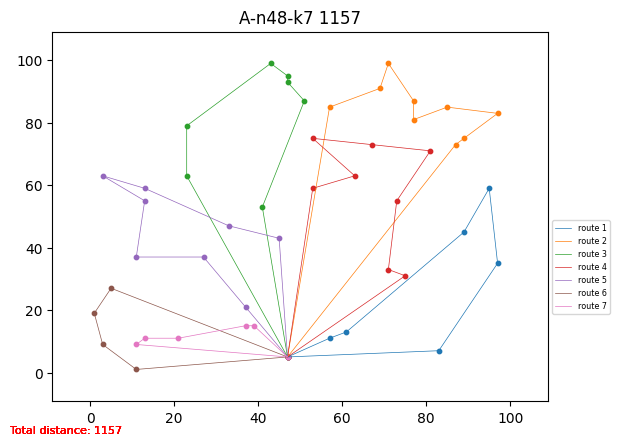 A-n48-k7 1157
100
80
60
40
20
0
0 20 40 60 80 100
route 1
route 2
route 3
route 4
route 5
route 6
route 7
Total distance: 1157